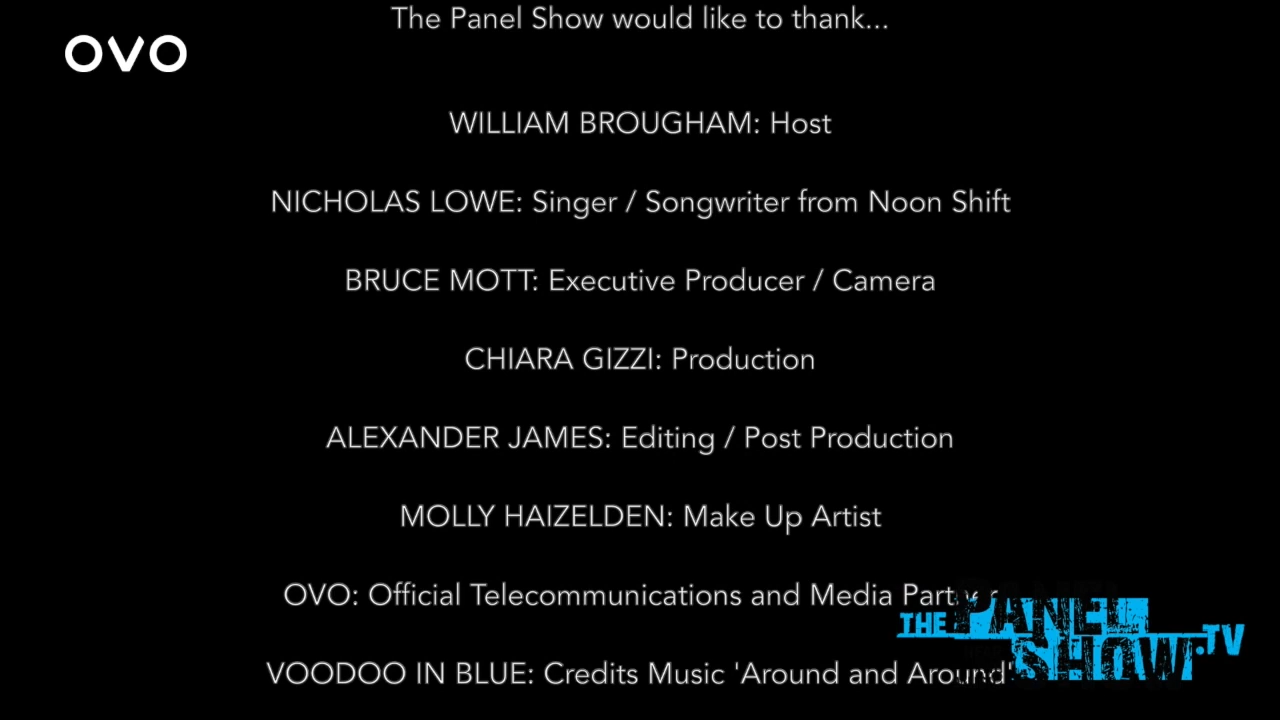 The Panel Show would like to thank...
OVO
WILLIAM BROUGHAM: Host
NICHOLAS LOWE: Singer / Songwriter from Noon Shift
BRUCE MOTT: Executive Producer / Camera
CHIARA GIZZI: Production
ALEXANDER JAMES: Editing / Post Production
MOLLY HAIZELDEN: Make Up Artist
OVO: Official Telecommunications and Media Partner
THE PANEL SHOW.TV
VOODOO IN BLUE: Credits Music 'Around and Around'